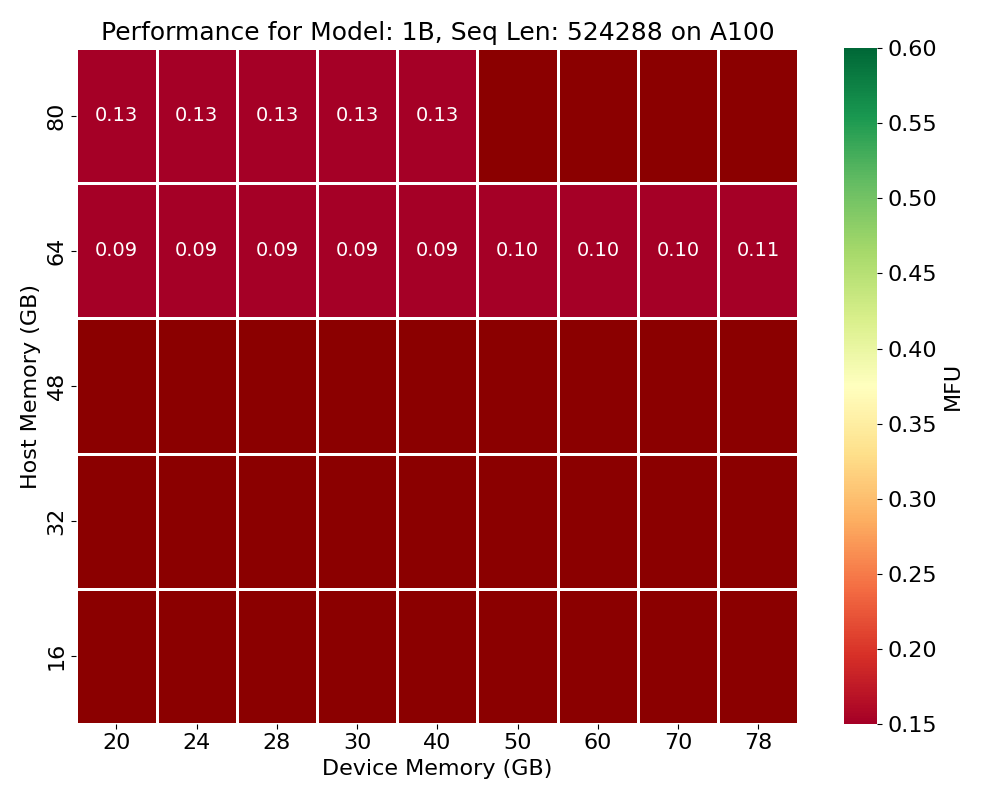 Performance for Model: 1B, Seq Len: 524288 on A100
Host Memory (GB)
80
0.13 0.13 0.13 0.13 0.13
64
0.09 0.09 0.09 0.09 0.09 0.10 0.10 0.10 0.11
48
32
16
20 24 28 30 40 50 60 70 78
Device Memory (GB)
0.60
0.55
0.50
0.45
0.40
0.35
0.30
0.25
0.20
0.15
MFU